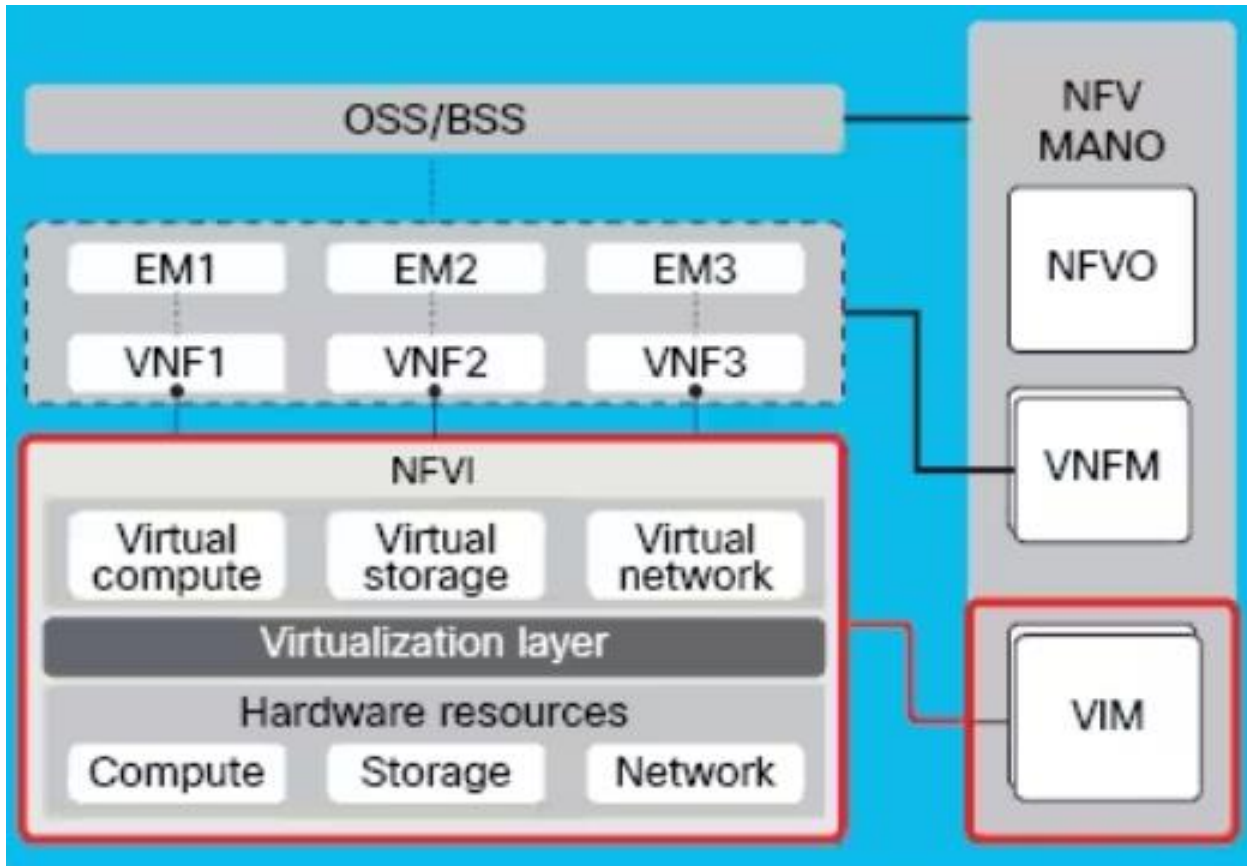 OSS/BSS
EM1 EM2 EM3
VNF1 VNF2 VNF3
NFVI
Virtual compute
Virtual storage
Virtual network
Virtualization layer
Hardware resources
Compute Storage Network
NFV
MANO
NFVO
VNFM
VIM